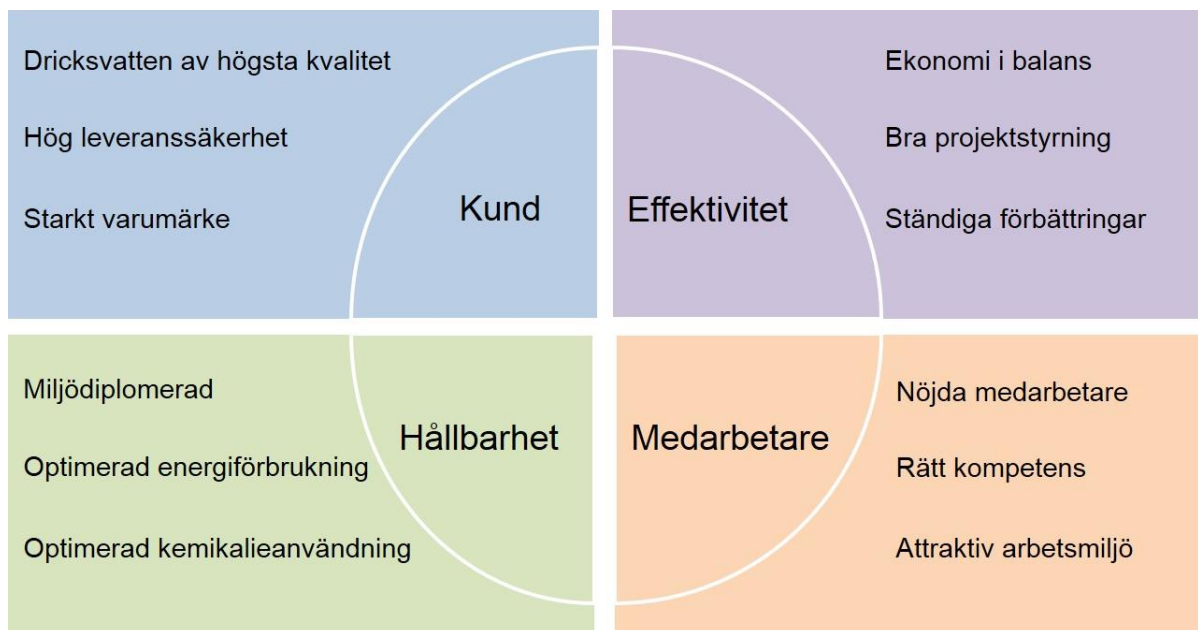 Dricksvatten av högsta kvalitet
Hög leveranssäkerhet
Starkt varumärke
Kund
Effektivitet
Ekonomi i balans
Bra projektstyrning
Ständiga förbättringar
Miljödiplomerad
Optimerad energiförbrukning
Optimerad kemikalieanvändning
Hållbarhet
Medarbetare
Nöjda medarbetare
Rätt kompetens
Attraktiv arbetsmiljö